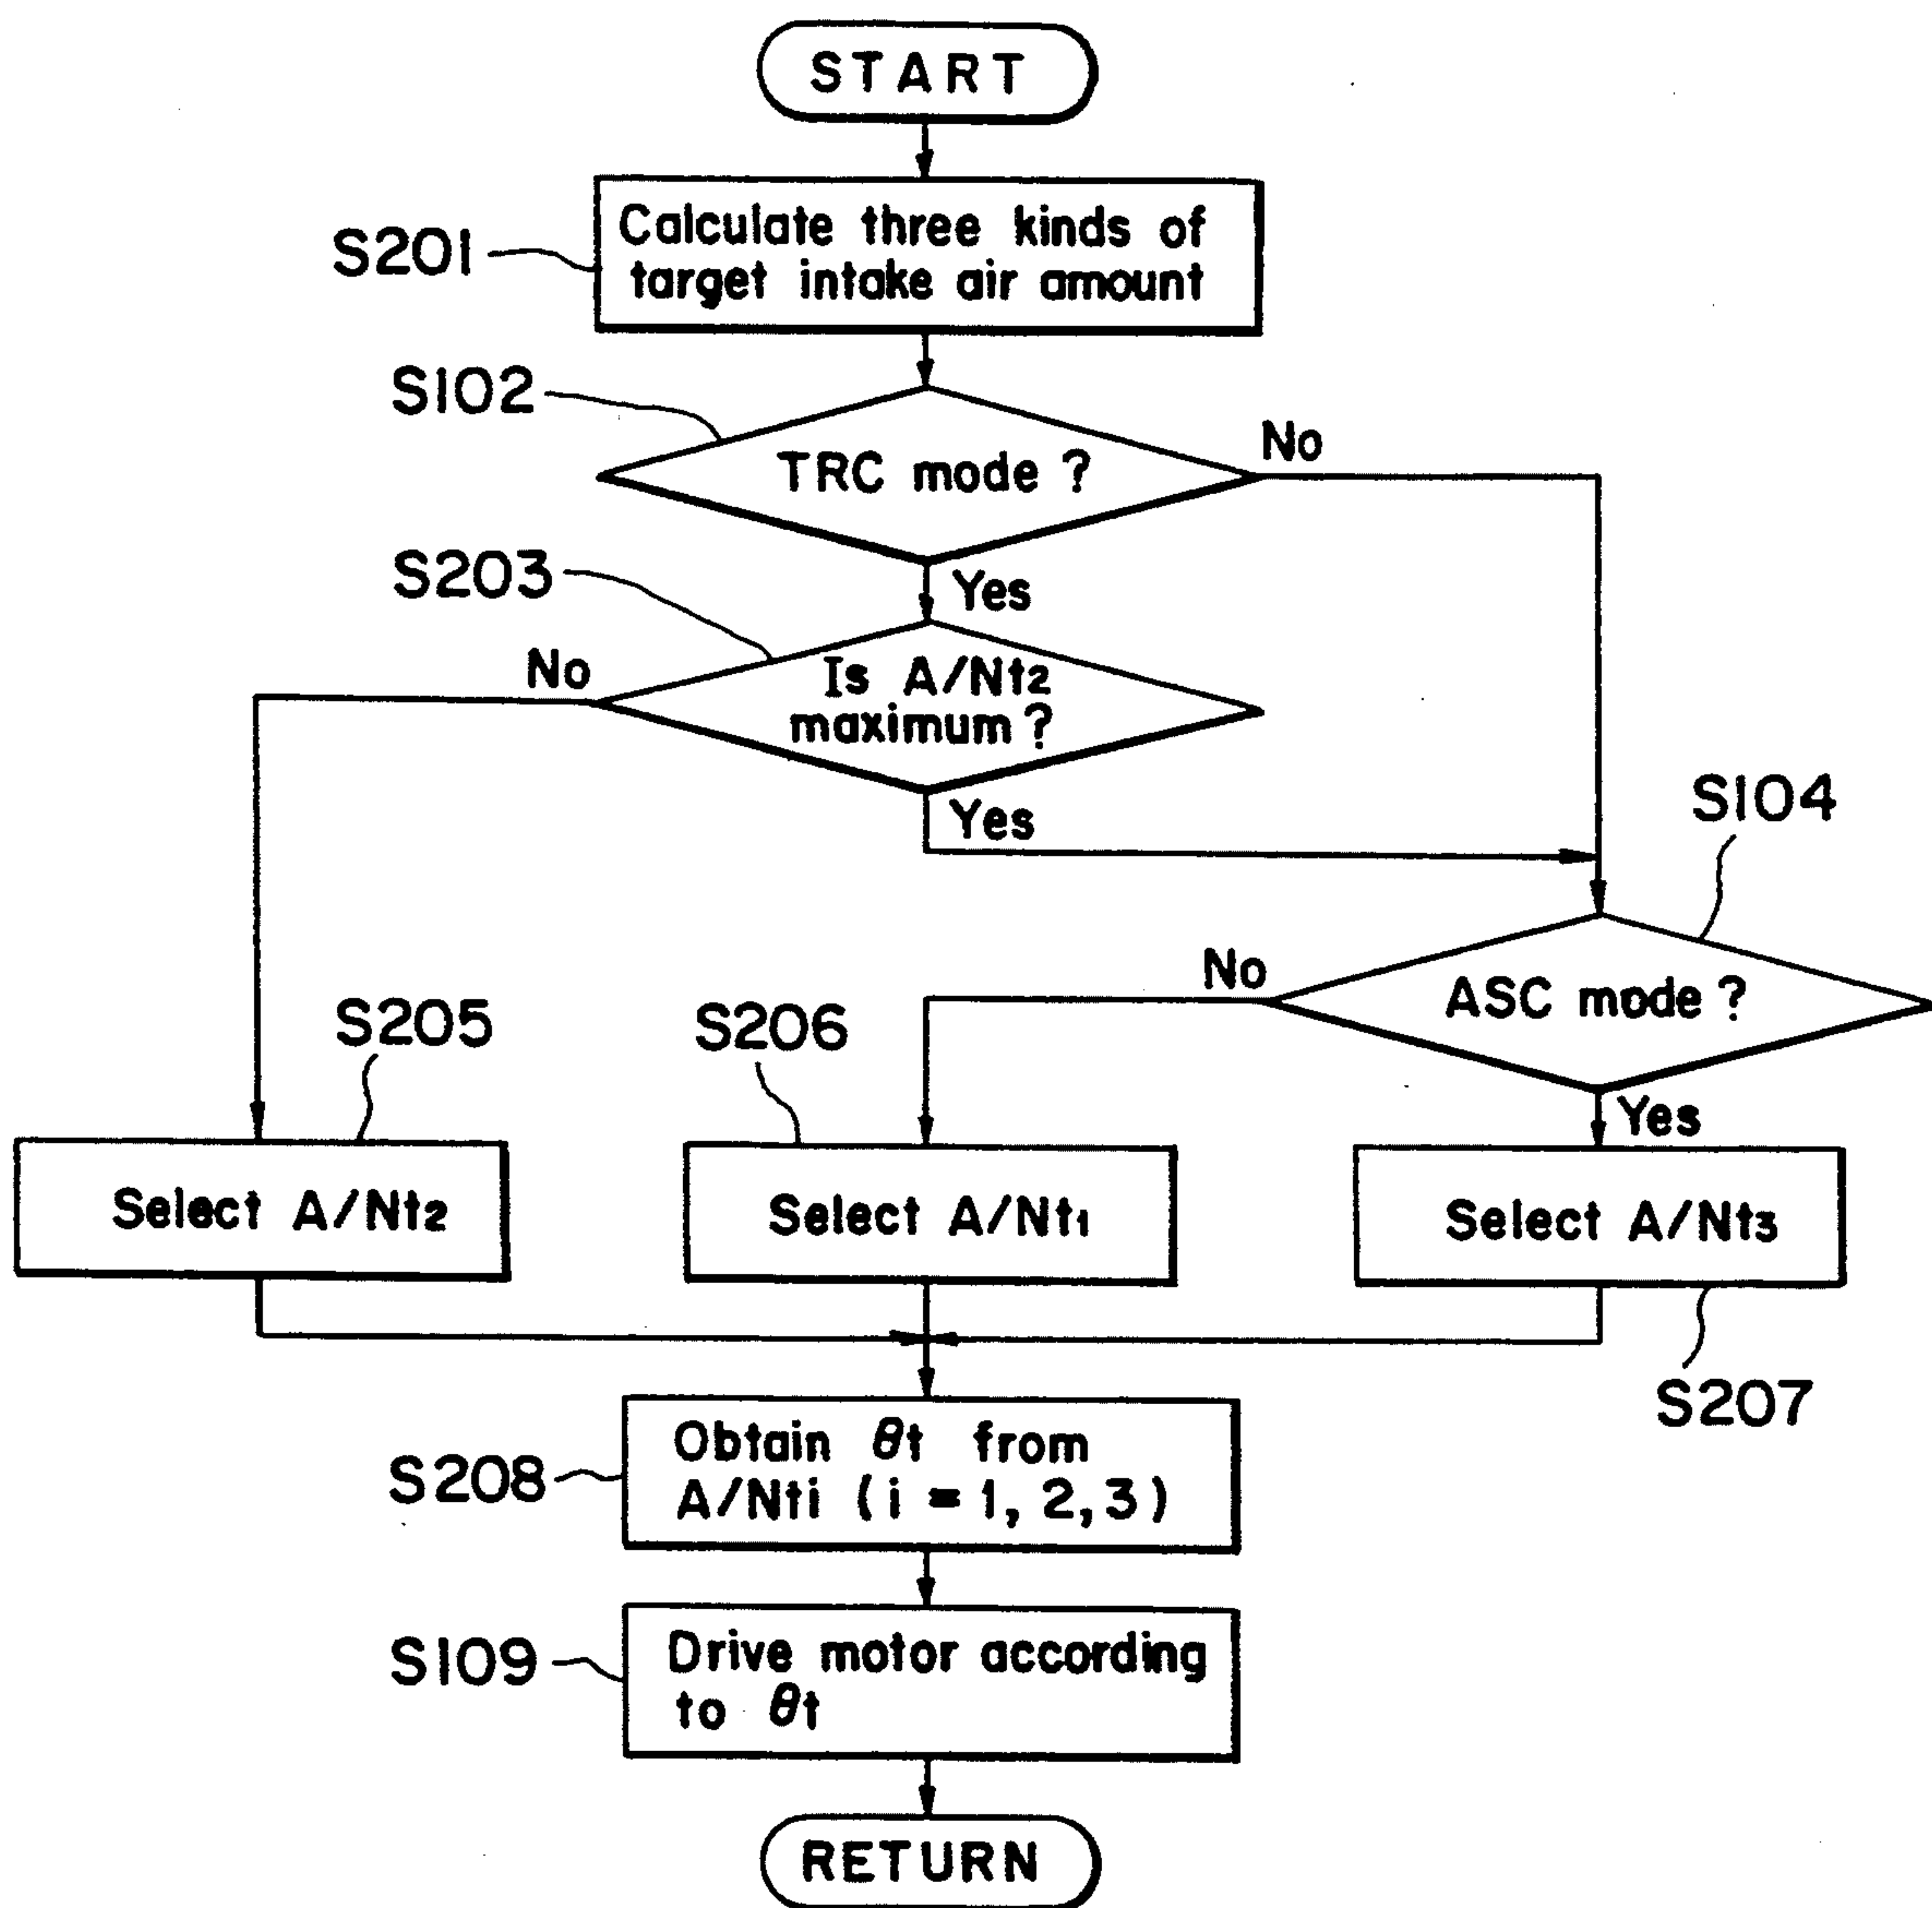 START
S201
Calculate three kinds of
target intake air amount
S102
TRC mode ?
No
Yes
S203
No
Is A/Nt2
maximum ?
Yes
S104
No
ASC mode ?
Yes
S205
S206
Select A/Nt2
Select A/Nt1
Select A/Nt3
S207
S208
Obtain θt from
A/Nti (i = 1, 2, 3)
S109
Drive motor according
to θt
RETURN